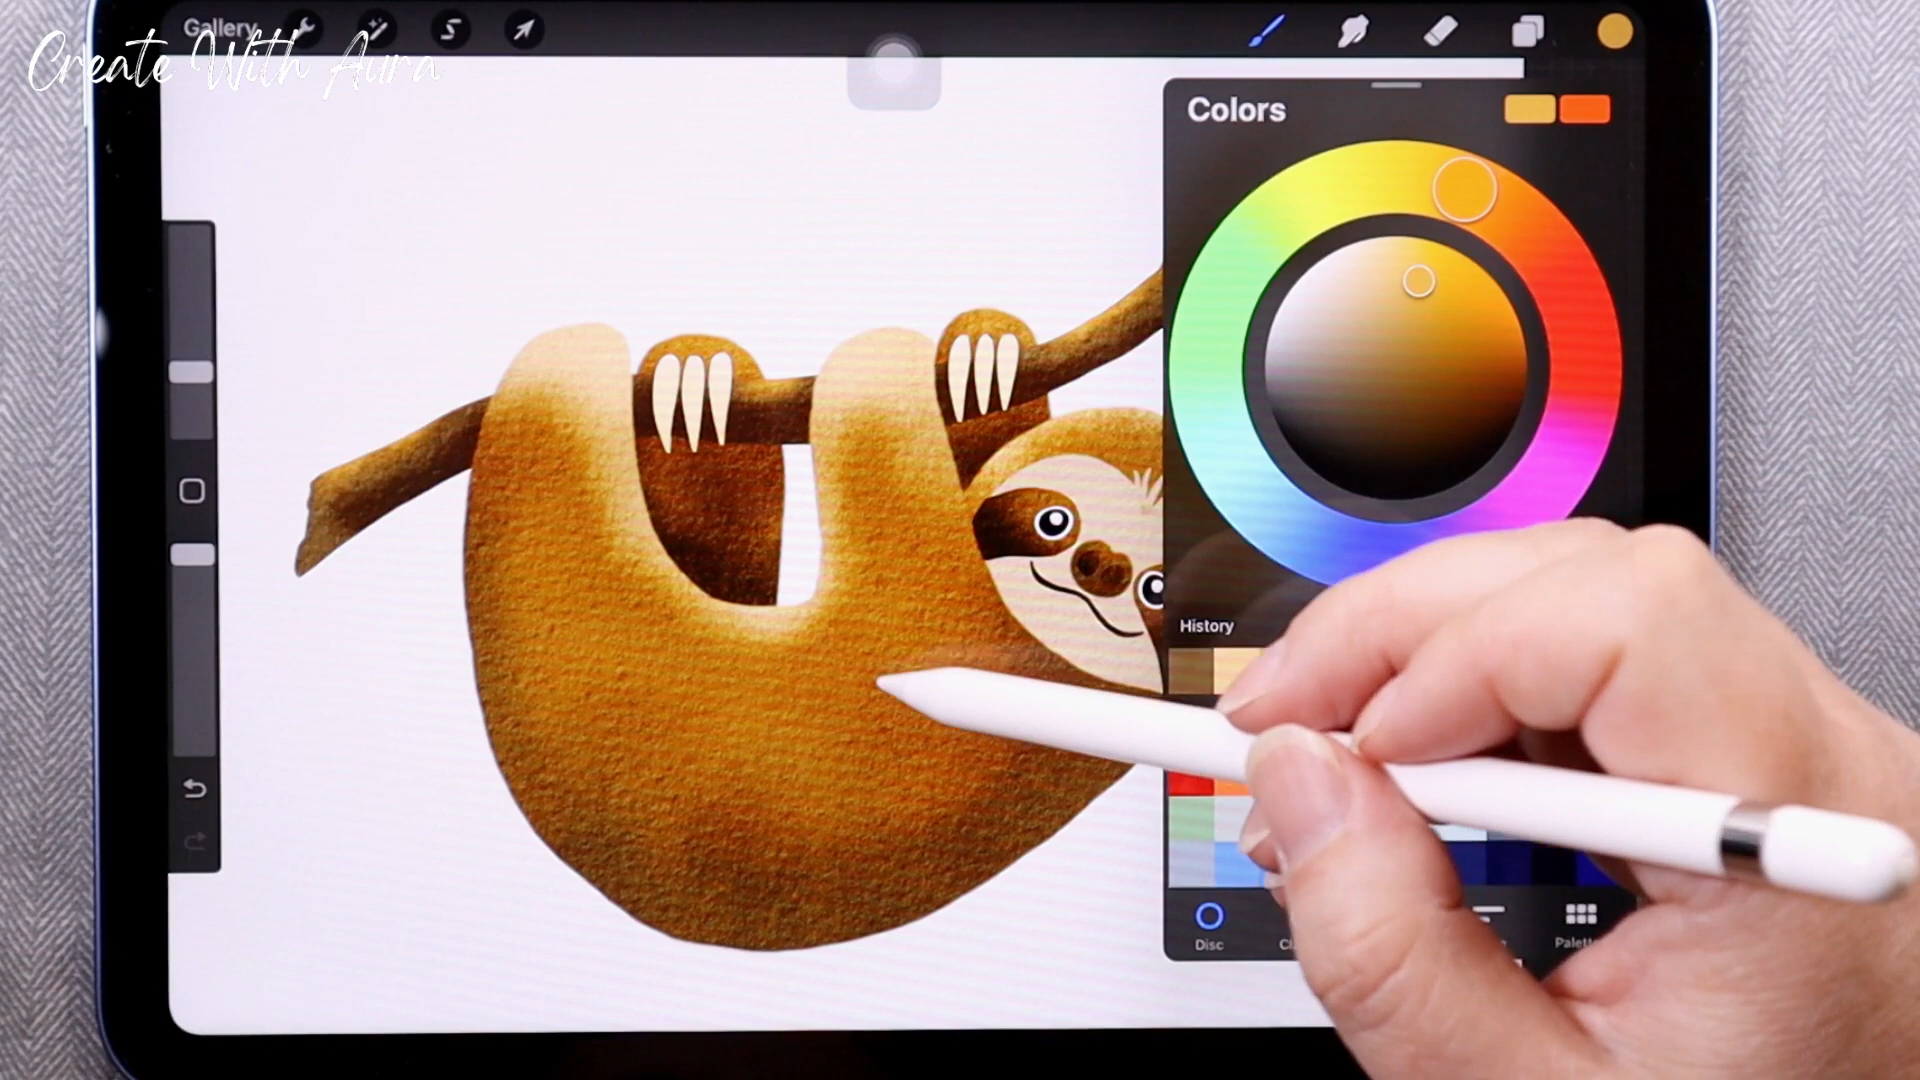 Gallery
Create With Aura
Colors
History
Disc